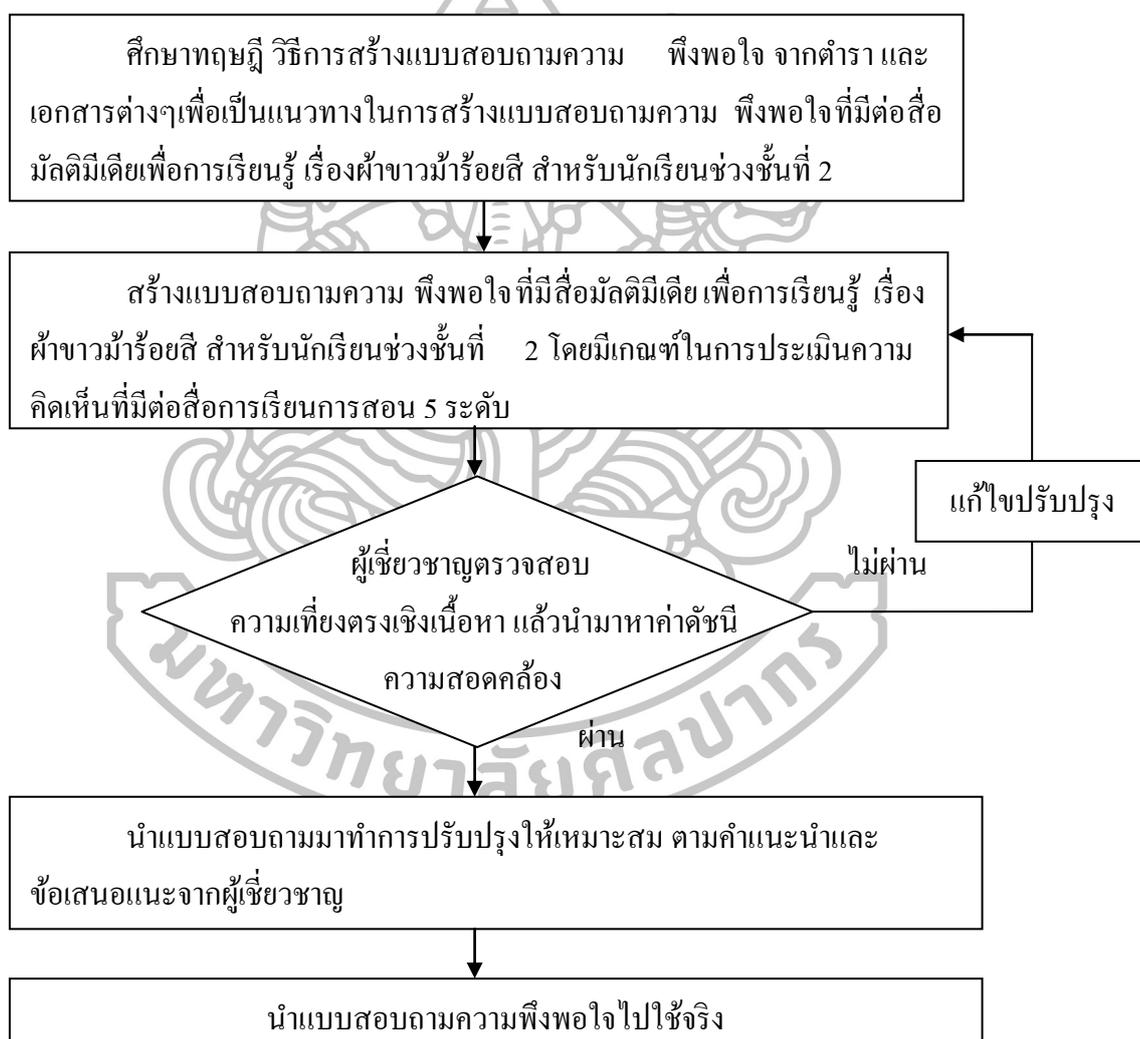 ศึกษาทฤษฎี วิธีการสร้างแบบสอบถามความ พึงพอใจ จากตำรา และ
เอกสารต่างๆเพื่อเป็นแนวทางในการสร้างแบบสอบถามความ พึงพอใจที่มีต่อสื่อ
มัลติมีเดียเพื่อการเรียนรู้ เรื่องผ้าขาวม้าร้อยสี สำหรับนักเรียนช่วงชั้นที่ 2
สร้างแบบสอบถามความ พึงพอใจที่มีสื่อมัลติมีเดีย เพื่อการเรียนรู้ เรื่อง
ผ้าขาวม้าร้อยสี สำหรับนักเรียนช่วงชั้นที่ 2 โดยมีเกณฑ์ในการประเมินความ
คิดเห็นที่มีต่อสื่อการเรียนการสอน 5 ระดับ
แก้ไขปรับปรุง
ไม่ผ่าน
ผู้เชี่ยวชาญตรวจสอบ
ความเที่ยงตรงเชิงเนื้อหา แล้วนำมาหาค่าดัชนี
ความสอดคล้อง
ผ่าน
มหาวิทยาลัยศิลปากร
นำแบบสอบถามมาทำการปรับปรุงให้เหมาะสม ตามคำแนะนำและ
ข้อเสนอแนะจากผู้เชี่ยวชาญ
นำแบบสอบถามความพึงพอใจไปใช้จริง